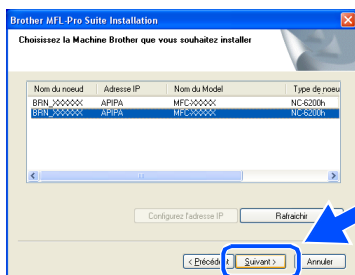 Brother MFL-Pro Suite Installation
Choisissez la Machine Brother que vous souhaitez installer
Nom du noeud Adresse IP Nom du Model Type de noeu
BRN_XXXXXX APIPA MFC-XXXXX NC-6200h
BRN_XXXXXX APIPA MFC-XXXXX NC-6200h
Configurez l'adresse IP Rafraichir
< Précédent Suivant > Annuler